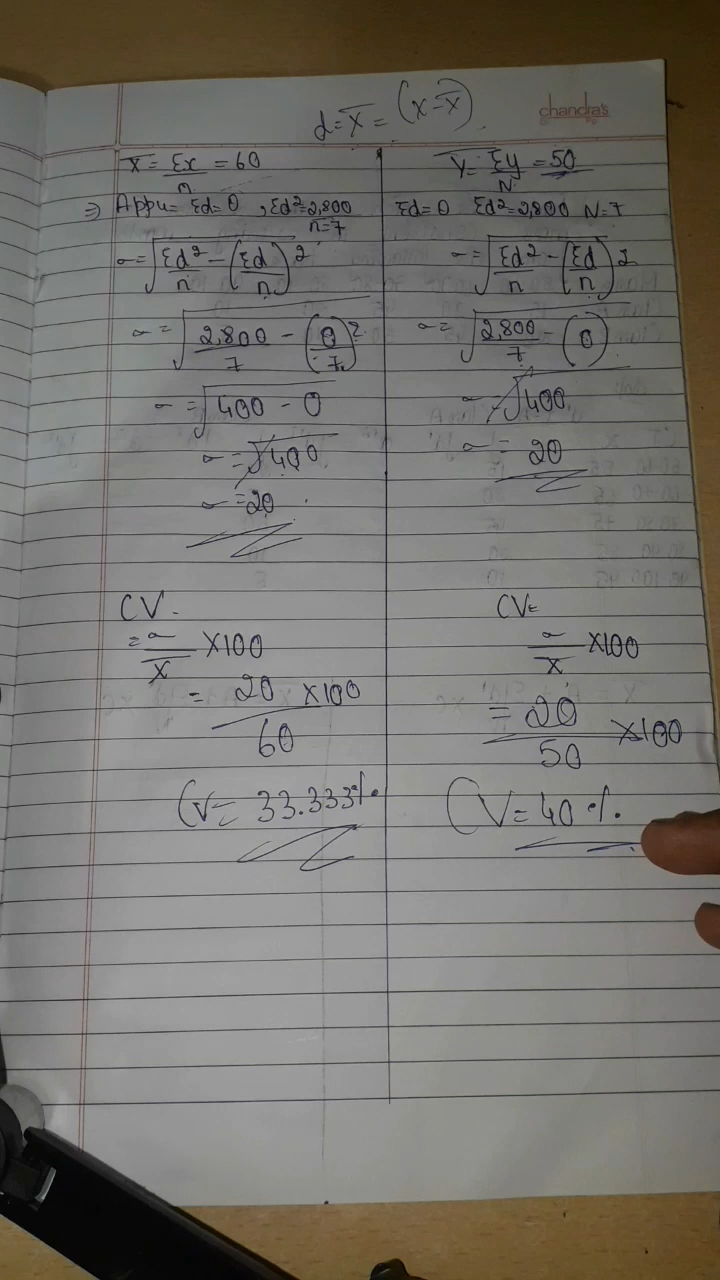 chandra's
d = x̄ = (x - x̄)
x̄ = Σx/n = 60
⇒ Appu = Σd = 0, Σd² = 2,800
n = 7
σ = √(Σd²/n - (Σd/n)²)
σ = √(2,800/7 - (0/7)²)
σ = √(400 - 0)
σ = √400
σ = 20
CV -
= σ/x̄ × 100
= 20/60 × 100
CV = 33.333%
Y̅ = Σy/N = 50
Σd = 0 Σd² = 2,800 N = 7
σ = √(Σd²/n - (Σd/n)²)
σ = √(2,800/7 - (0))
σ - √400
σ = 20
CV =
σ/x̄ × 100
= 20/50 × 100
CV = 40%.